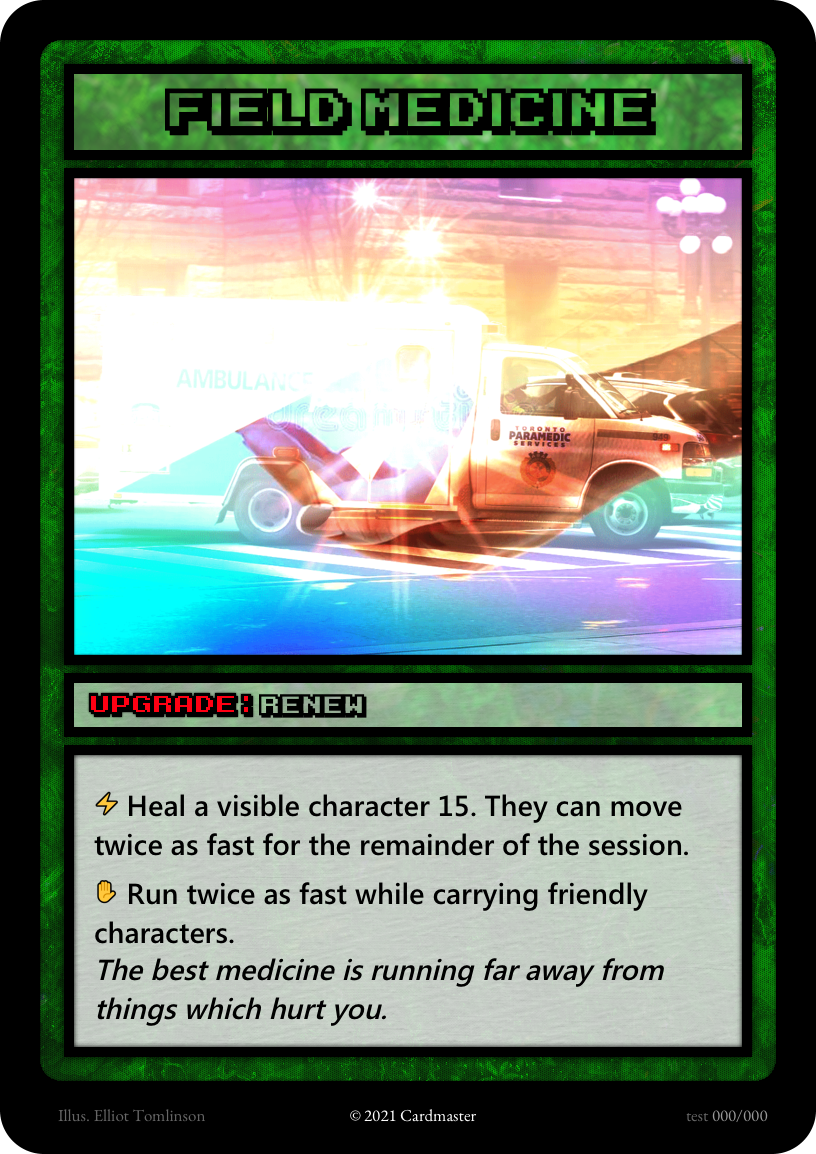 FIELD MEDICINE
AMBULANCE
TORONTO
PARAMEDIC
SERVICES
949
UPGRADE: RENEW
⚡ Heal a visible character 15. They can move
twice as fast for the remainder of the session.
✋ Run twice as fast while carrying friendly
characters.
The best medicine is running far away from
things which hurt you.
Illus. Elliot Tomlinson
© 2021 Cardmaster
test 000/000